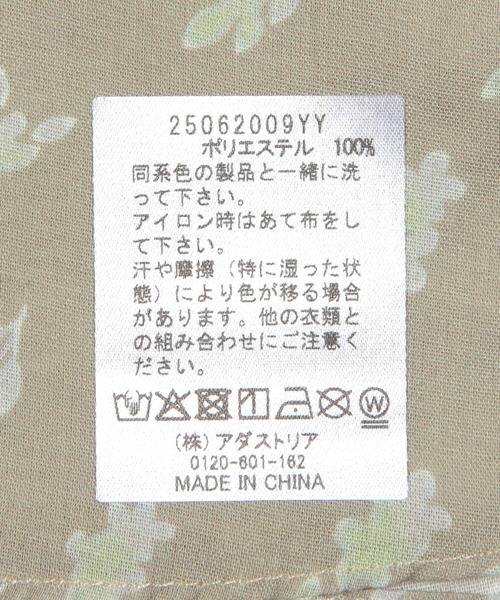 25062009YY
ポリエステル 100%
同系色の製品と一緒に洗
って下さい。
アイロン時はあて布をし
て下さい。
汗や摩擦(特に湿った状
態)により色が移る場合
があります。他の衣類と
の組み合わせにご注意く
ださい。
W
(株)アダストリア
0120-601-162
MADE IN CHINA